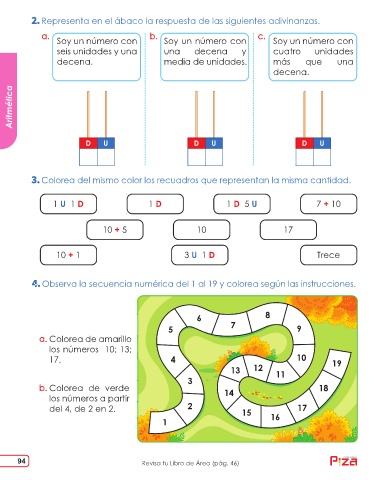 2. Representa en el ábaco la respuesta de las siguientes adivinanzas.
a. Soy un número con
seis unidades y una
decena.
b. Soy un número con
una decena y
media de unidades.
c. Soy un número con
cuatro unidades
más que una
decena.
Aritmética
D U
D U
D U
3. Colorea del mismo color los recuadros que representan la misma cantidad.
1 U 1 D
1 D
1 D 5 U
7 + 10
10 + 5
10
17
10 + 1
3 U 1 D
Trece
4. Observa la secuencia numérica del 1 al 19 y colorea según las instrucciones.
a. Colorea de amarillo
los números 10; 13;
17.
b. Colorea de verde
los números a partir
del 4, de 2 en 2.
1
2
3
4
5
6
7
8
9
10
11
12
13
14
15
16
17
18
19
94
Revisa tu Libro de Área (pág. 46)
Piza